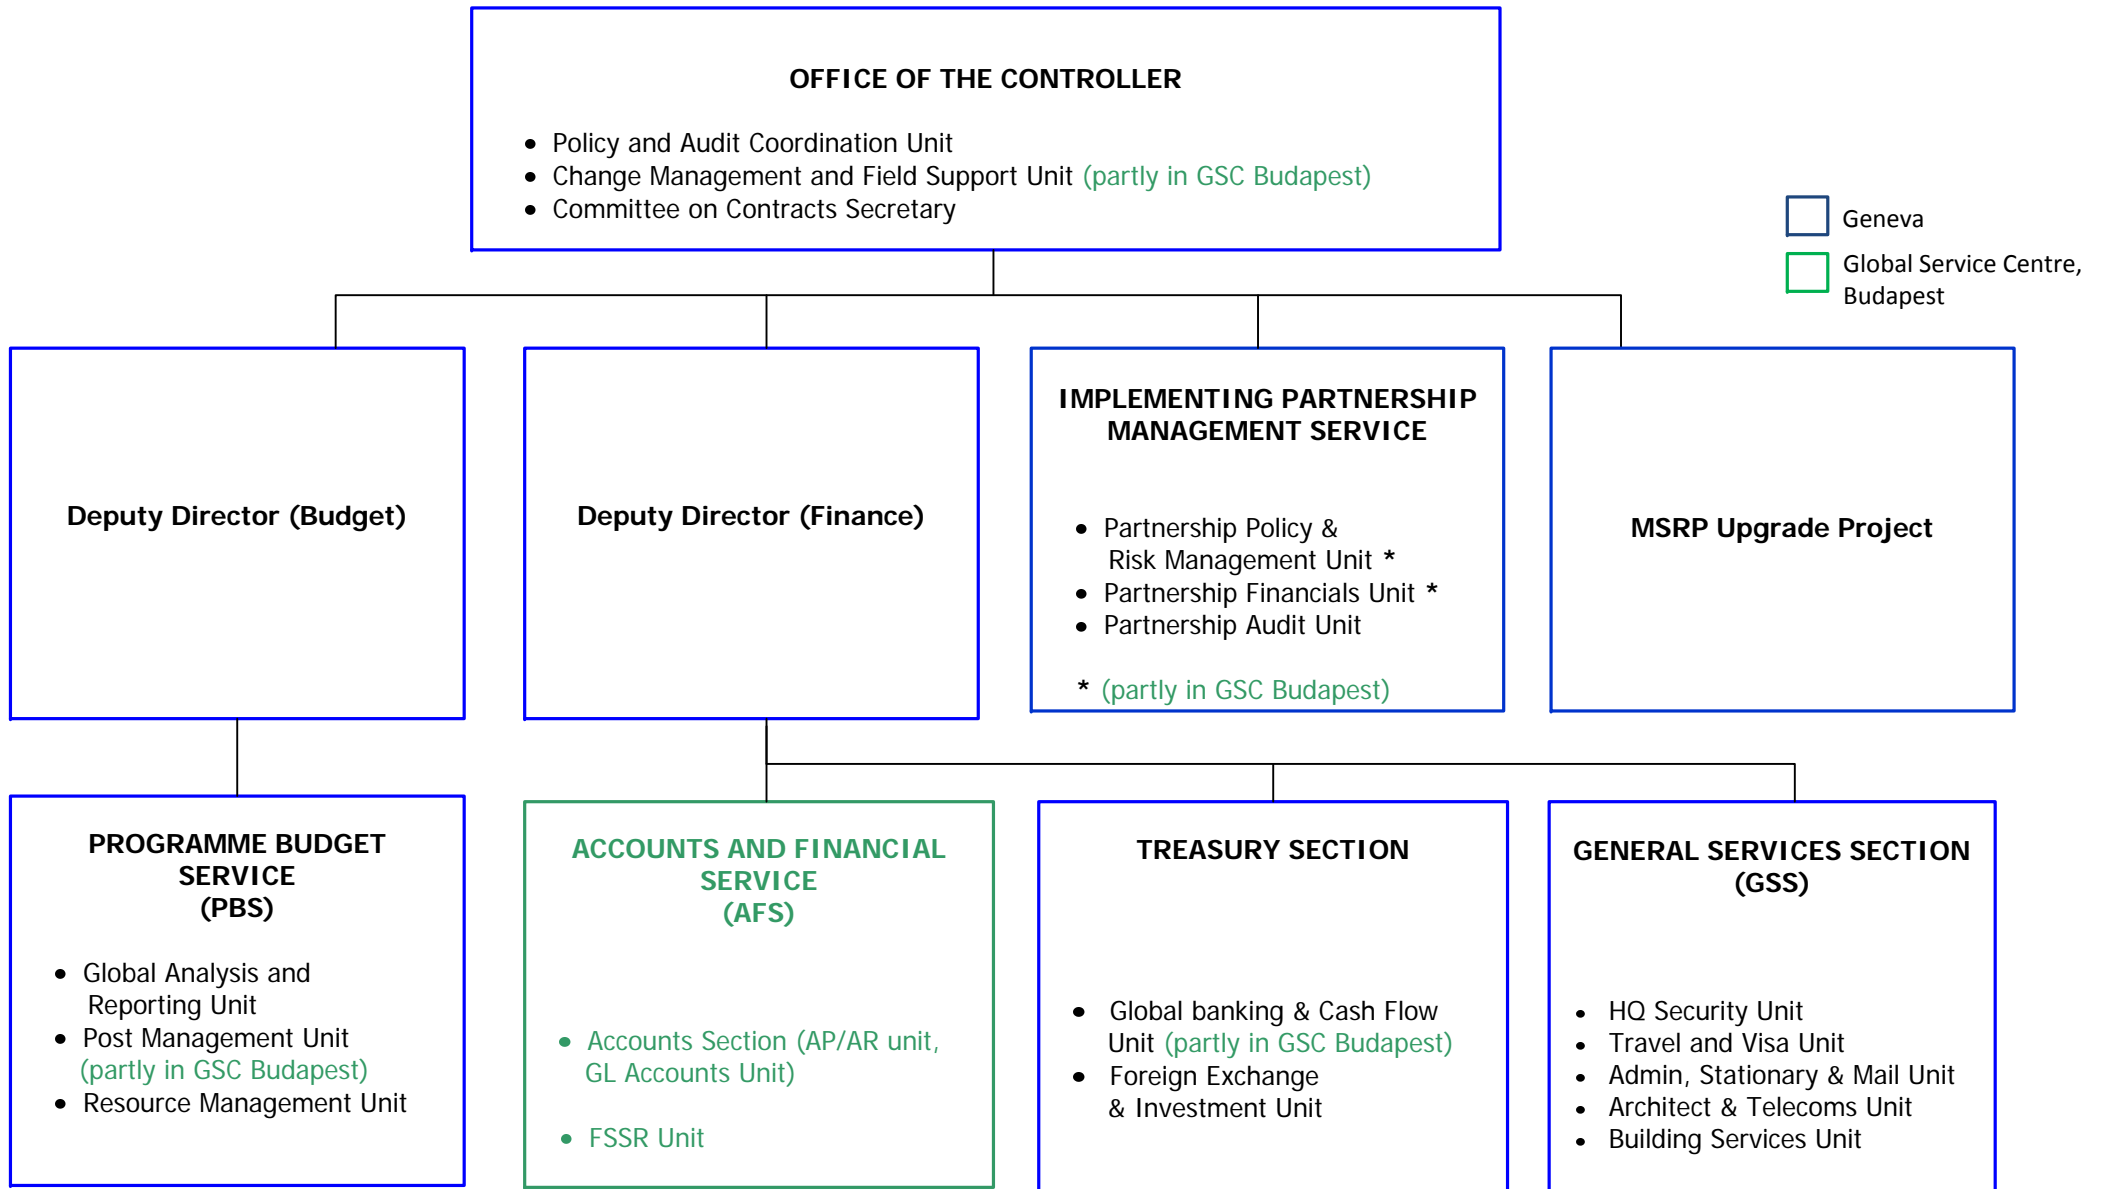 OFFICE OF THE CONTROLLER
• Policy and Audit Coordination Unit
• Change Management and Field Support Unit (partly in GSC Budapest)
• Committee on Contracts Secretary
Geneva
Global Service Centre,
Budapest
Deputy Director (Budget)
Deputy Director (Finance)
IMPLEMENTING PARTNERSHIP
MANAGEMENT SERVICE
• Partnership Policy &
Risk Management Unit *
• Partnership Financials Unit *
• Partnership Audit Unit
* (partly in GSC Budapest)
MSRP Upgrade Project
PROGRAMME BUDGET
SERVICE
(PBS)
• Global Analysis and
Reporting Unit
• Post Management Unit
(partly in GSC Budapest)
• Resource Management Unit
ACCOUNTS AND FINANCIAL
SERVICE
(AFS)
• Accounts Section (AP/AR unit,
GL Accounts Unit)
• FSSR Unit
TREASURY SECTION
• Global banking & Cash Flow
Unit (partly in GSC Budapest)
• Foreign Exchange
& Investment Unit
GENERAL SERVICES SECTION
(GSS)
• HQ Security Unit
• Travel and Visa Unit
• Admin, Stationary & Mail Unit
• Architect & Telecoms Unit
• Building Services Unit